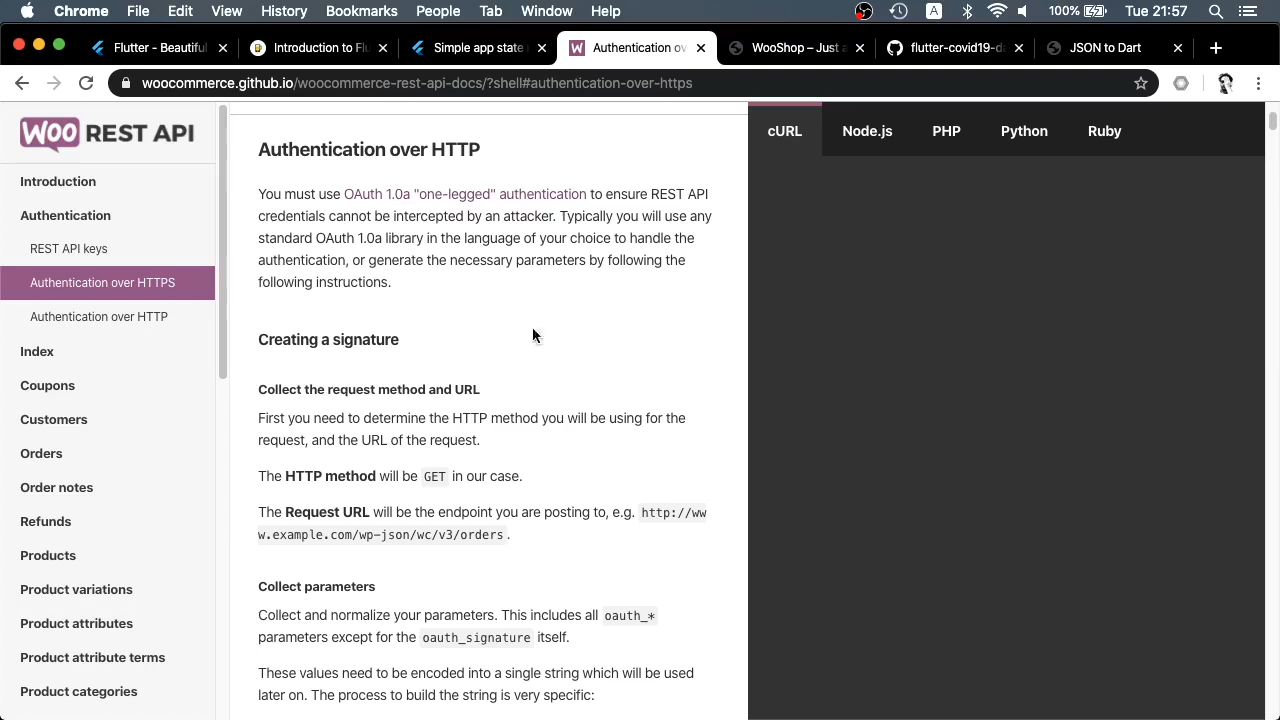 Chrome File Edit View History Bookmarks People Tab Window Help A 100% Tue 21:57
Flutter - Beautiful Introduction to Flu Simple app state Authentication ov WooShop – Just a flutter-covid19-da JSON to Dart
woocommerce.github.io/woocommerce-rest-api-docs/?shell#authentication-over-https
WOO REST API
Introduction
Authentication
REST API keys
Authentication over HTTPS
Authentication over HTTP
Index
Coupons
Customers
Orders
Order notes
Refunds
Products
Product variations
Product attributes
Product attribute terms
Product categories
Authentication over HTTP
You must use OAuth 1.0a "one-legged" authentication to ensure REST API
credentials cannot be intercepted by an attacker. Typically you will use any
standard OAuth 1.0a library in the language of your choice to handle the
authentication, or generate the necessary parameters by following the
following instructions.
Creating a signature
Collect the request method and URL
First you need to determine the HTTP method you will be using for the
request, and the URL of the request.
The HTTP method will be GET in our case.
The Request URL will be the endpoint you are posting to, e.g. http://ww
w.example.com/wp-json/wc/v3/orders.
Collect parameters
Collect and normalize your parameters. This includes all oauth_*
parameters except for the oauth_signature itself.
These values need to be encoded into a single string which will be used
later on. The process to build the string is very specific:
cURL Node.js PHP Python Ruby